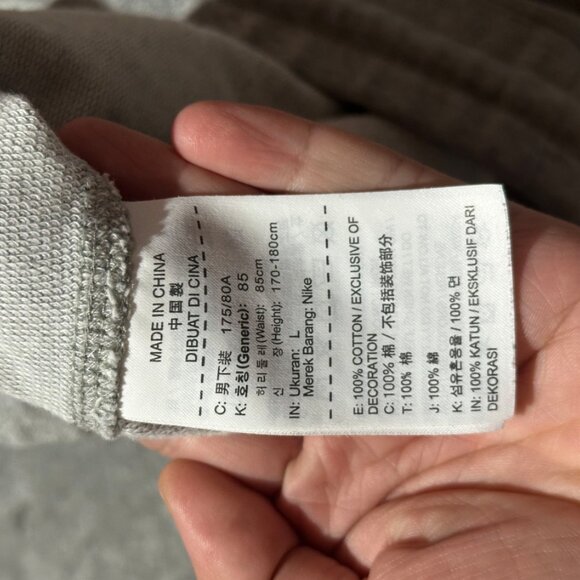 MADE IN CHINA
中国製
DIBUAT DI CINA
C: 男下装 175/80A
K: 호칭(Generic): 85
허리둘레(Waist): 85cm
신 장(Height): 170-180cm
IN: Ukuran: L
Merek Barang: Nike
E: 100% COTTON / EXCLUSIVE OF
DECORATION
C: 100% 棉 / 不包括装饰部分
T: 100% 棉
J: 100% 綿
K: 섬유혼용율 / 100% 면
IN: 100% KATUN / EKSKLUSIF DARI
DEKORASI